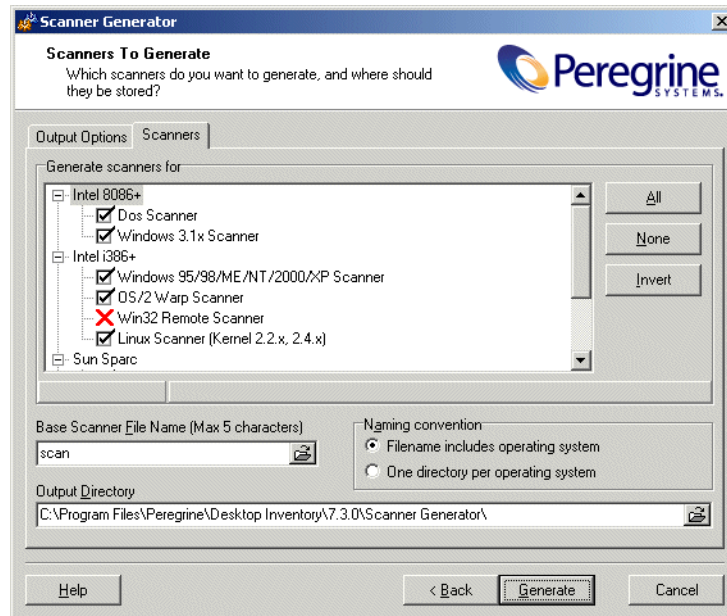 Scanner Generator
Scanners To Generate
Which scanners do you want to generate, and where should
they be stored?
Peregrine
SYSTEMS.
Output Options
Scanners
Generate scanners for
Intel 8086+
Dos Scanner
Windows 3.1x Scanner
Intel i386+
Windows 95/98/ME/NT/2000/XP Scanner
OS/2 Warp Scanner
Win32 Remote Scanner
Linux Scanner (Kernel 2.2.x, 2.4.x)
Sun Sparc
All
None
Invert
Base Scanner File Name (Max 5 characters)
scan
Naming convention
Filename includes operating system
One directory per operating system
Output Directory
C:\Program Files\Peregrine\Desktop Inventory\7.3.0\Scanner Generator\
Help
< Back
Generate
Cancel